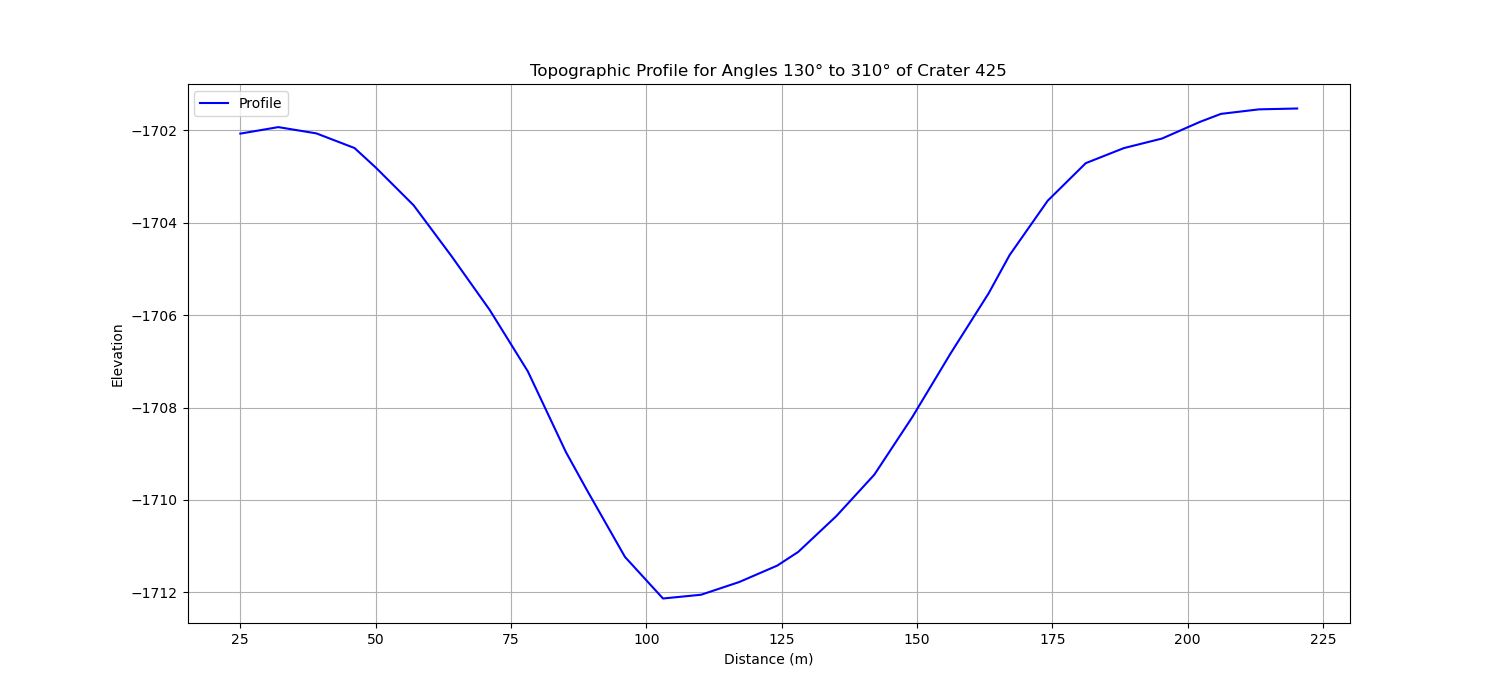 Topographic Profile for Angles 130° to 310° of Crater 425
Profile
−1702
−1704
−1706
−1708
−1710
−1712
Elevation
25 50 75 100 125 150 175 200 225
Distance (m)